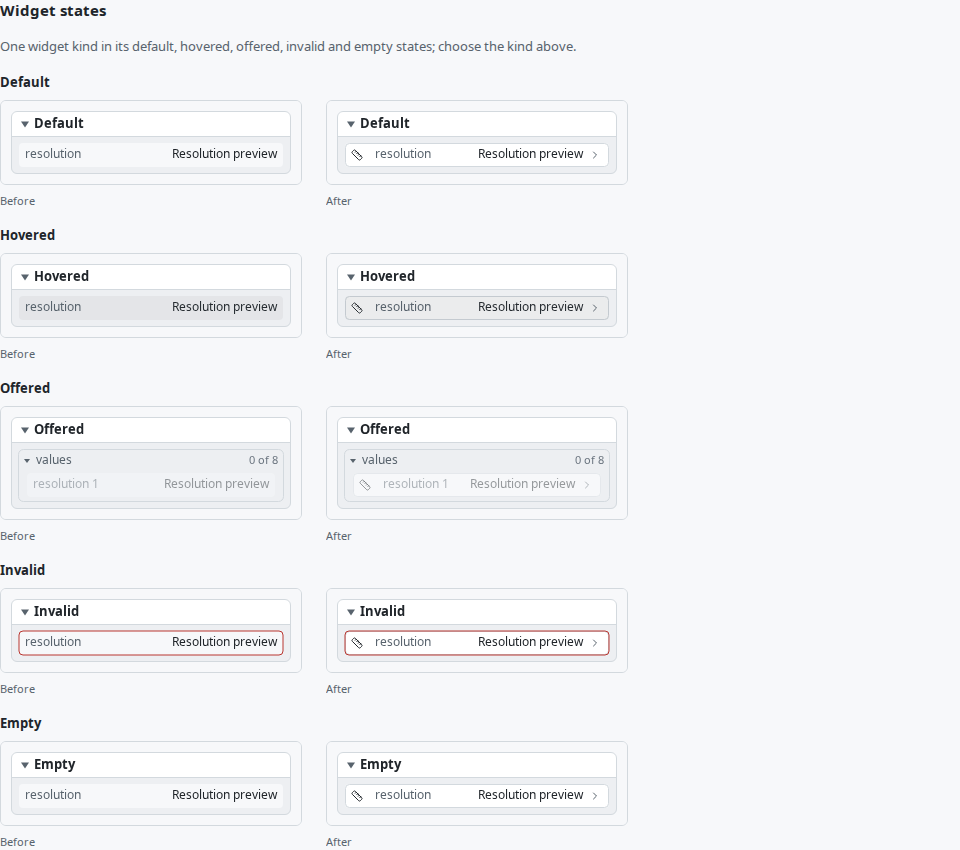 Widget states
One widget kind in its default, hovered, offered, invalid and empty states; choose the kind above.
Default
Default
resolution Resolution preview
Before
Default
resolution Resolution preview
After
Hovered
Hovered
resolution Resolution preview
Before
Hovered
resolution Resolution preview
After
Offered
Offered
values 0 of 8
resolution 1 Resolution preview
Before
Offered
values 0 of 8
resolution 1 Resolution preview
After
Invalid
Invalid
resolution Resolution preview
Before
Invalid
resolution Resolution preview
After
Empty
Empty
resolution Resolution preview
Before
Empty
resolution Resolution preview
After